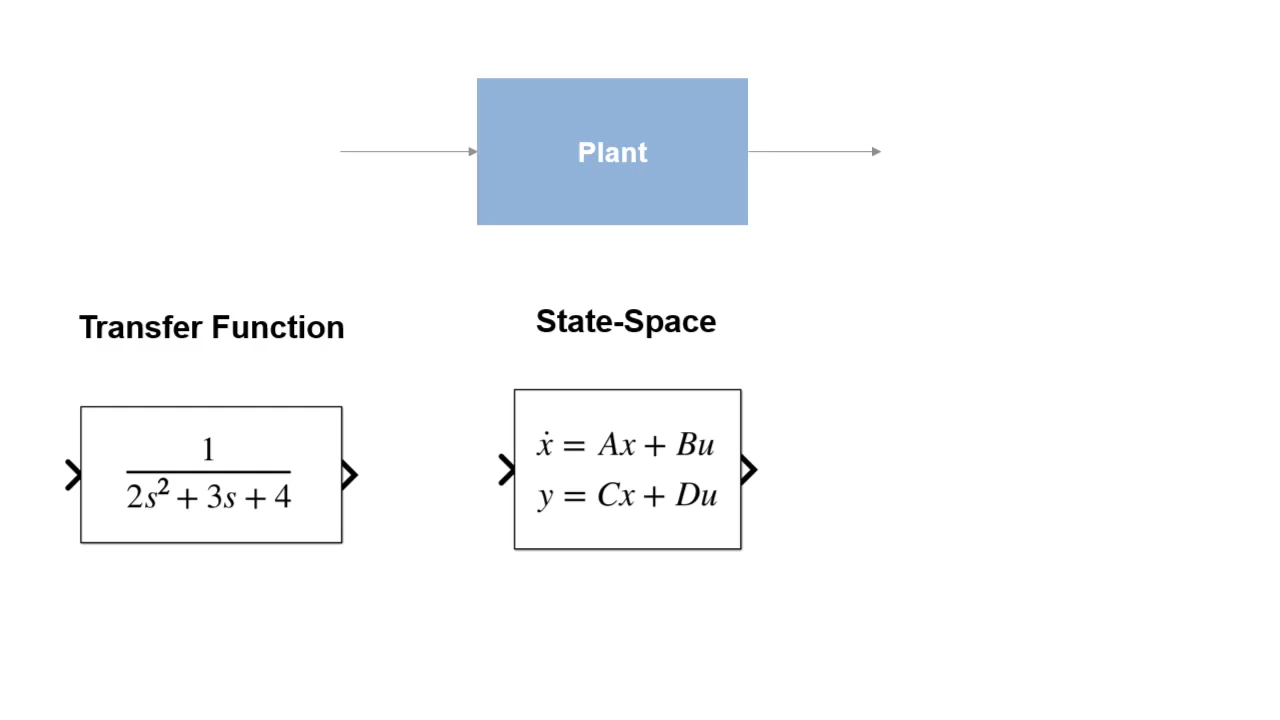 Plant
Transfer Function
State-Space
1
2s² + 3s + 4
ẋ = Ax + Bu
y = Cx + Du